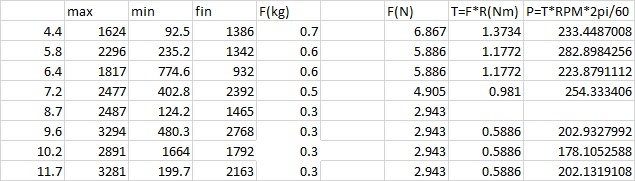 max min fin F(kg) F(N) T=F*R(Nm) P=T*RPM*2pi/60
4.4 1624 92.5 1386 0.7 6.867 1.3734 233.4487008
5.8 2296 235.2 1342 0.6 5.886 1.1772 282.8984256
6.4 1817 774.6 932 0.6 5.886 1.1772 223.8791112
7.2 2477 402.8 2392 0.5 4.905 0.981 254.333406
8.7 2487 124.2 1465 0.3 2.943
9.6 3294 480.3 2768 0.3 2.943 0.5886 202.9327992
10.2 2891 1664 1792 0.3 2.943 0.5886 178.1052588
11.7 3281 199.7 2163 0.3 2.943 0.5886 202.1319108